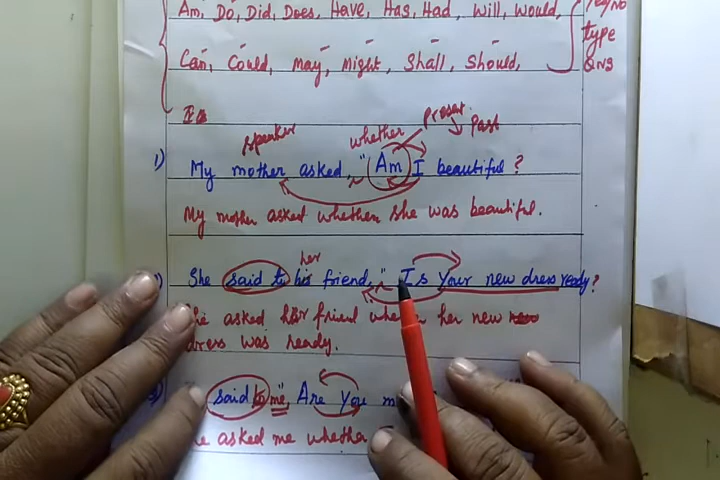 Am, Do, Did, Does, Have, Has, Had, Will, Would,
Yes/No
type
Qns
Can, Could, May, Might, Shall, Should,
speaker
whether
Present
Past
1) My mother asked, "Am I beautiful?
My mother asked whether she was beautiful.
her
She said to his friend, "Is your new dress ready?
She asked her friend her new
dress was ready.
said to me, "Are you
asked me whether